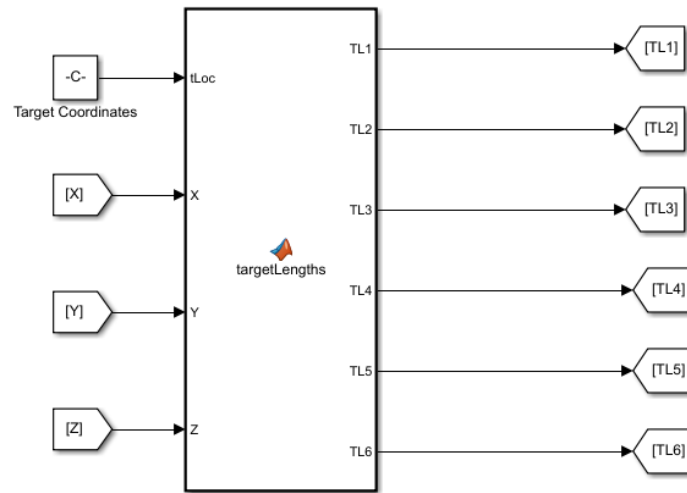 TL1
[TL1]
-C-
tLoc
Target Coordinates
TL2
[TL2]
[X]
X
TL3
[TL3]
targetLengths
TL4
[TL4]
[Y]
Y
TL5
[TL5]
[Z]
Z
TL6
[TL6]